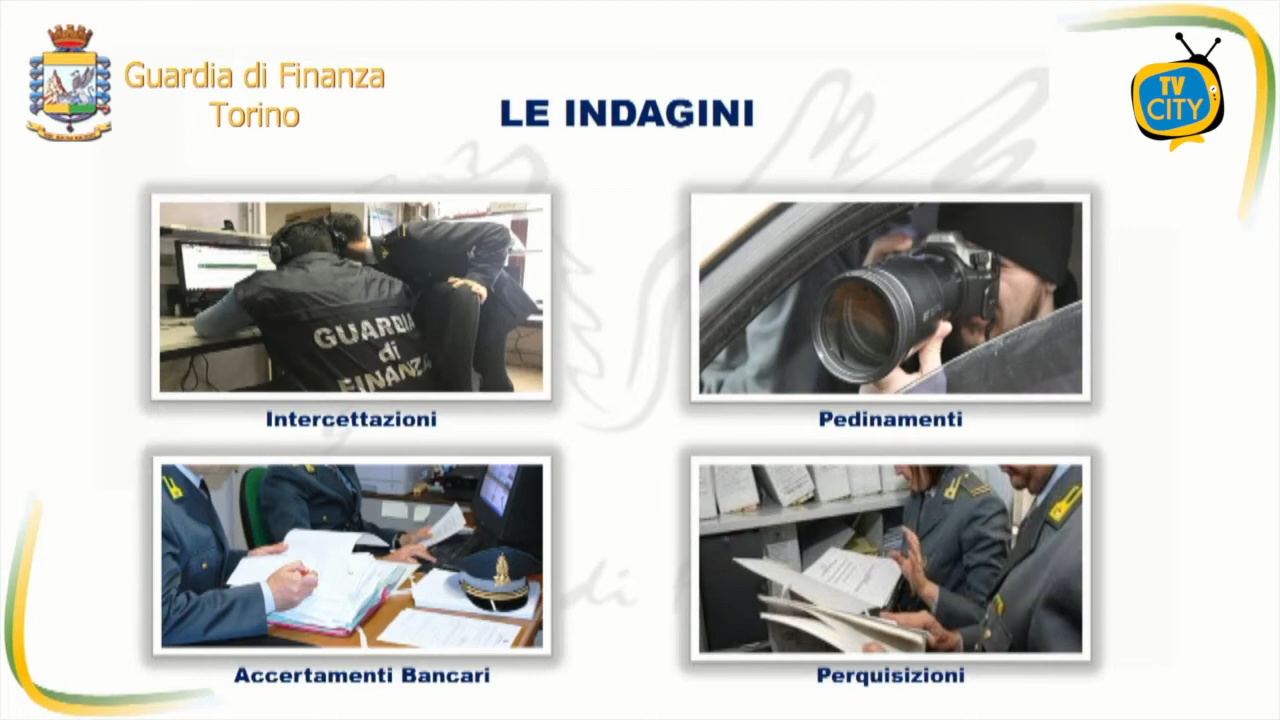 Guardia di Finanza
Torino
LE INDAGINI
TV
CITY
GUARDIA
di
FINANZA
Intercettazioni
Pedinamenti
Accertamenti Bancari
Perquisizioni